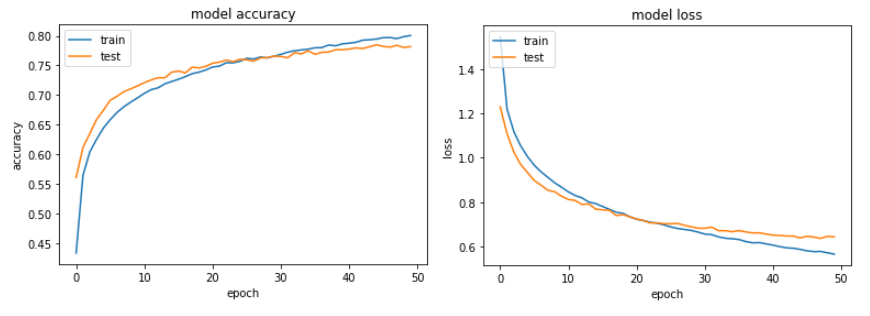 model accuracy
train
test
0.80
0.75
0.70
0.65
0.60
0.55
0.50
0.45
accuracy
0 10 20 30 40 50
epoch
model loss
train
test
1.4
1.2
1.0
0.8
0.6
loss
0 10 20 30 40 50
epoch